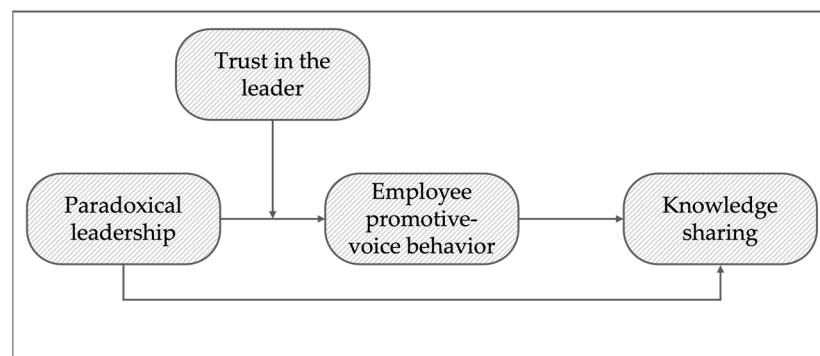 Trust in the
leader
Paradoxical
leadership
Employee
promotive-
voice behavior
Knowledge
sharing